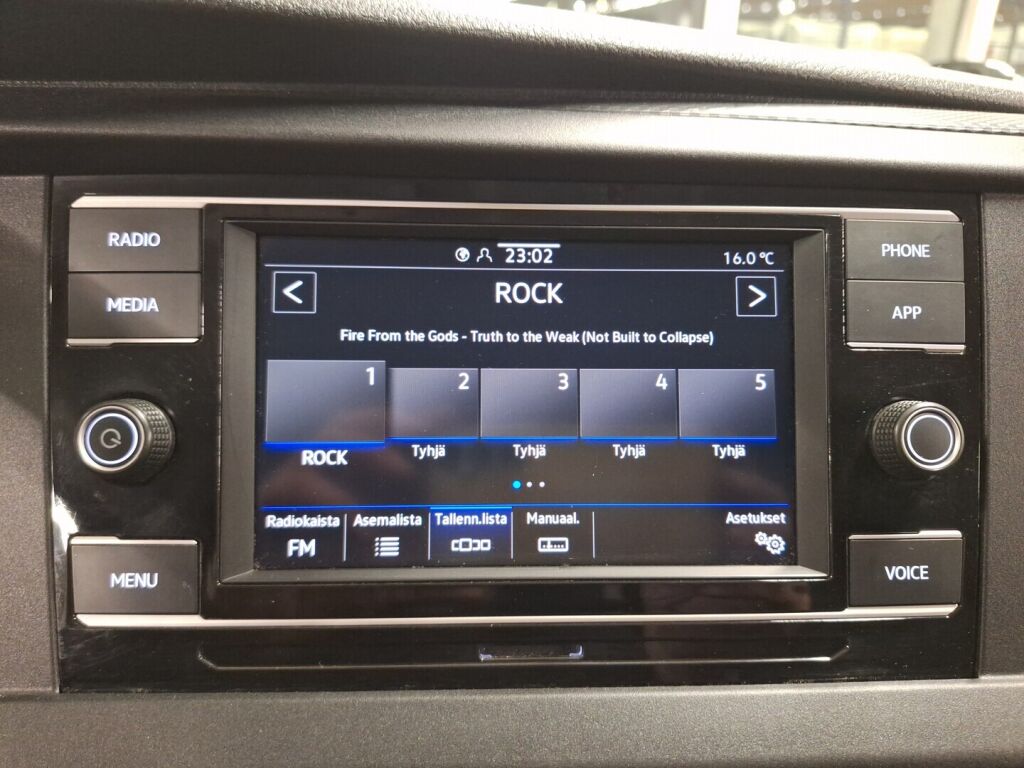 RADIO
MEDIA
MENU
23:02
16.0 °C
<
ROCK
>
Fire From the Gods - Truth to the Weak (Not Built to Collapse)
1
2
3
4
5
ROCK
Tyhjä
Tyhjä
Tyhjä
Tyhjä
Radiokaista
FM
Asemalista
Tallenn.lista
Manuaal.
Asetukset
PHONE
APP
VOICE